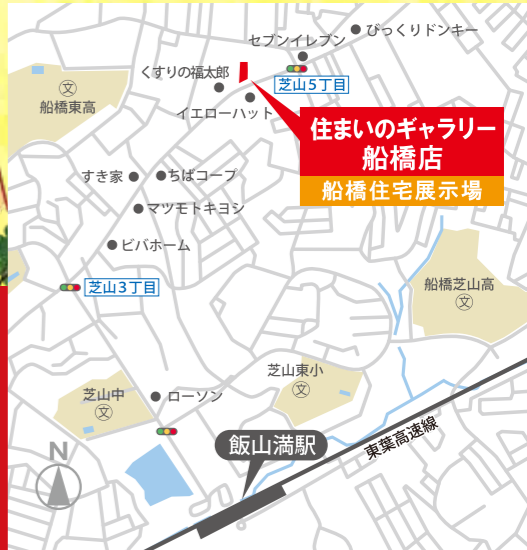 びっくりドンキー
セブンイレブン
くすりの福太郎
芝山5丁目
文
船橋東高
イエローハット
住まいのギャラリー
船橋店
船橋住宅展示場
すき家
ちばコープ
マツモトキヨシ
ビバホーム
芝山3丁目
船橋芝山高
文
芝山東小
文
芝山中
文
ローソン
飯山満駅
東葉高速線
N